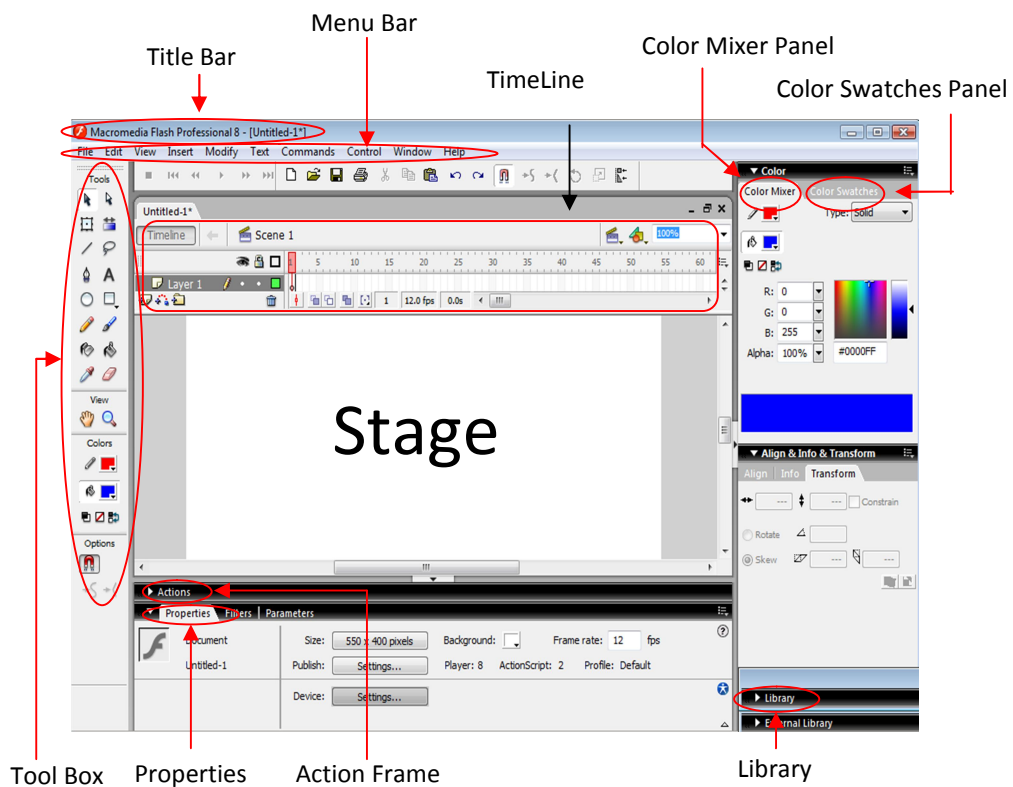 Menu Bar
Title Bar
Color Mixer Panel
TimeLine
Color Swatches Panel
Macromedia Flash Professional 8 - [Untitled-1*]
File Edit View Insert Modify Text Commands Control Window Help
Tools
Untitled-1*
Timeline Scene 1 100%
1 5 10 15 20 25 30 35 40 45 50 55 60
Layer 1
1 12.0 fps 0.0s
Stage
View
Colors
Options
Color
Color Mixer Color Swatches
Type: Solid
R: 0
G: 0
B: 255
Alpha: 100% #0000FF
Align & Info & Transform
Align Info Transform
--- --- Constrain
Rotate
Skew --- ---
Actions
Properties Filters Parameters
Document Size: 550 x 400 pixels Background: Frame rate: 12 fps
Untitled-1 Publish: Settings... Player: 8 ActionScript: 2 Profile: Default
Device: Settings...
Library
External Library
Tool Box
Properties
Action Frame
Library